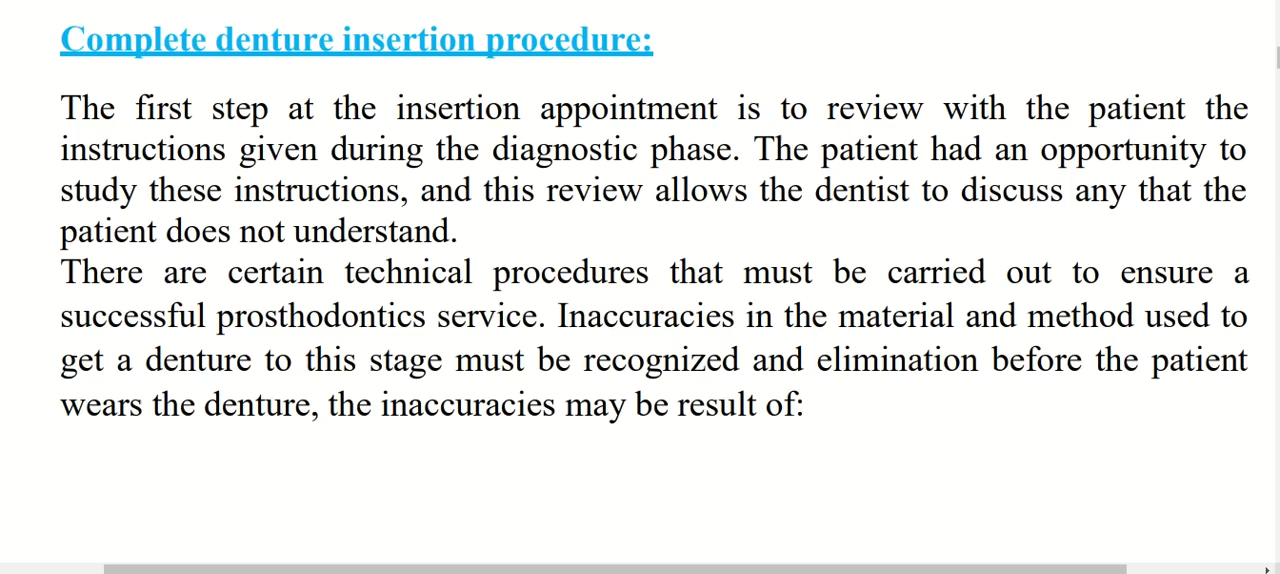 Complete denture insertion procedure:
The first step at the insertion appointment is to review with the patient the
instructions given during the diagnostic phase. The patient had an opportunity to
study these instructions, and this review allows the dentist to discuss any that the
patient does not understand.
There are certain technical procedures that must be carried out to ensure a
successful prosthodontics service. Inaccuracies in the material and method used to
get a denture to this stage must be recognized and elimination before the patient
wears the denture, the inaccuracies may be result of: